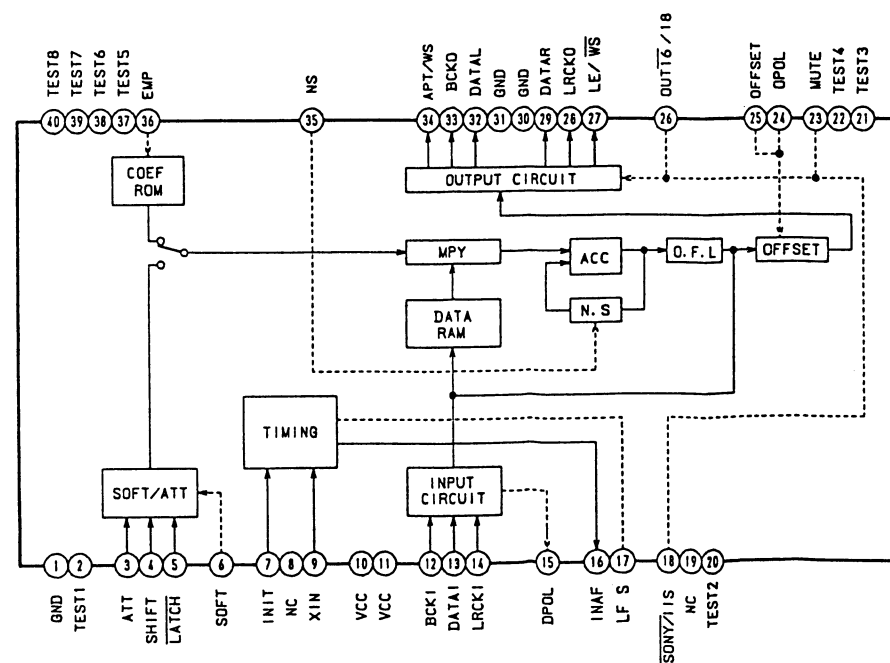 TEST8
TEST7
TEST6
TEST5
EMP
NS
APT/WS
BCKO
DATAL
GND
GND
DATAR
LRCKO
LE/WS
OUT16/18
OFFSET
OPOL
MUTE
TEST4
TEST3
40
39
38
37
36
35
34
33
32
31
30
29
28
27
26
25
24
23
22
21
COEF
ROM
OUTPUT CIRCUIT
MPY
ACC
O.F.L
OFFSET
DATA
RAM
N.S
TIMING
SOFT/ATT
INPUT
CIRCUIT
1
2
3
4
5
6
7
8
9
10
11
12
13
14
15
16
17
18
19
20
GND
TEST1
ATT
SHIFT
LATCH
SOFT
INIT
NC
XIN
VCC
VCC
BCKI
DATAI
LRCKI
DPOL
INAF
LF S
SONY/IIS
NC
TEST2